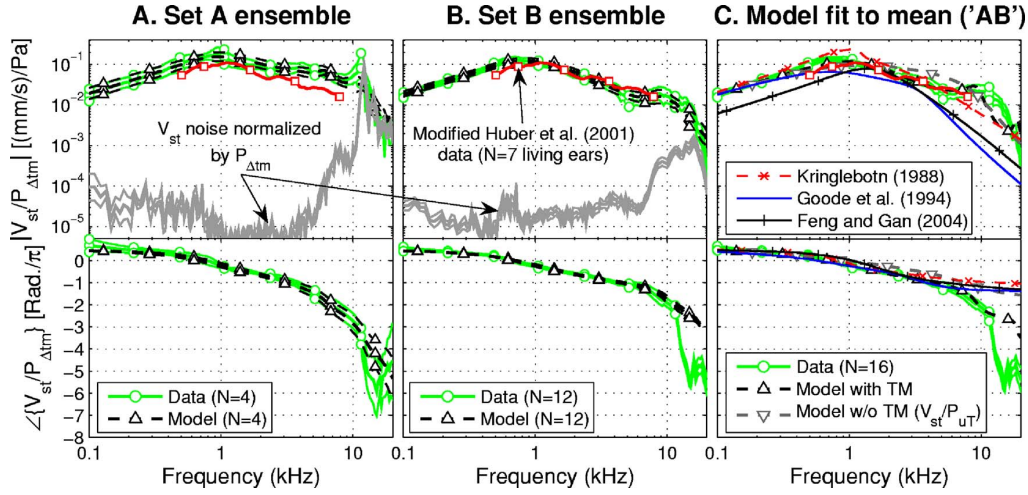 A. Set A ensemble
B. Set B ensemble
C. Model fit to mean ('AB')
|V_st/P_Δtm| [(mm/s)/Pa]
10⁻¹
10⁻²
10⁻³
10⁻⁴
10⁻⁵
V_st noise normalized
by P_Δtm
Modified Huber et al. (2001)
data (N=7 living ears)
Kringlebotn (1988)
Goode et al. (1994)
Feng and Gan (2004)
∠{V_st/P_Δtm} [Rad./π]
0
-1
-2
-3
-4
-5
-6
-7
-8
Data (N=4)
Model (N=4)
Data (N=12)
Model (N=12)
Data (N=16)
Model with TM
Model w/o TM (V_st/P_uT)
0.1 1 10
0.1 1 10
0.1 1 10
Frequency (kHz)
Frequency (kHz)
Frequency (kHz)